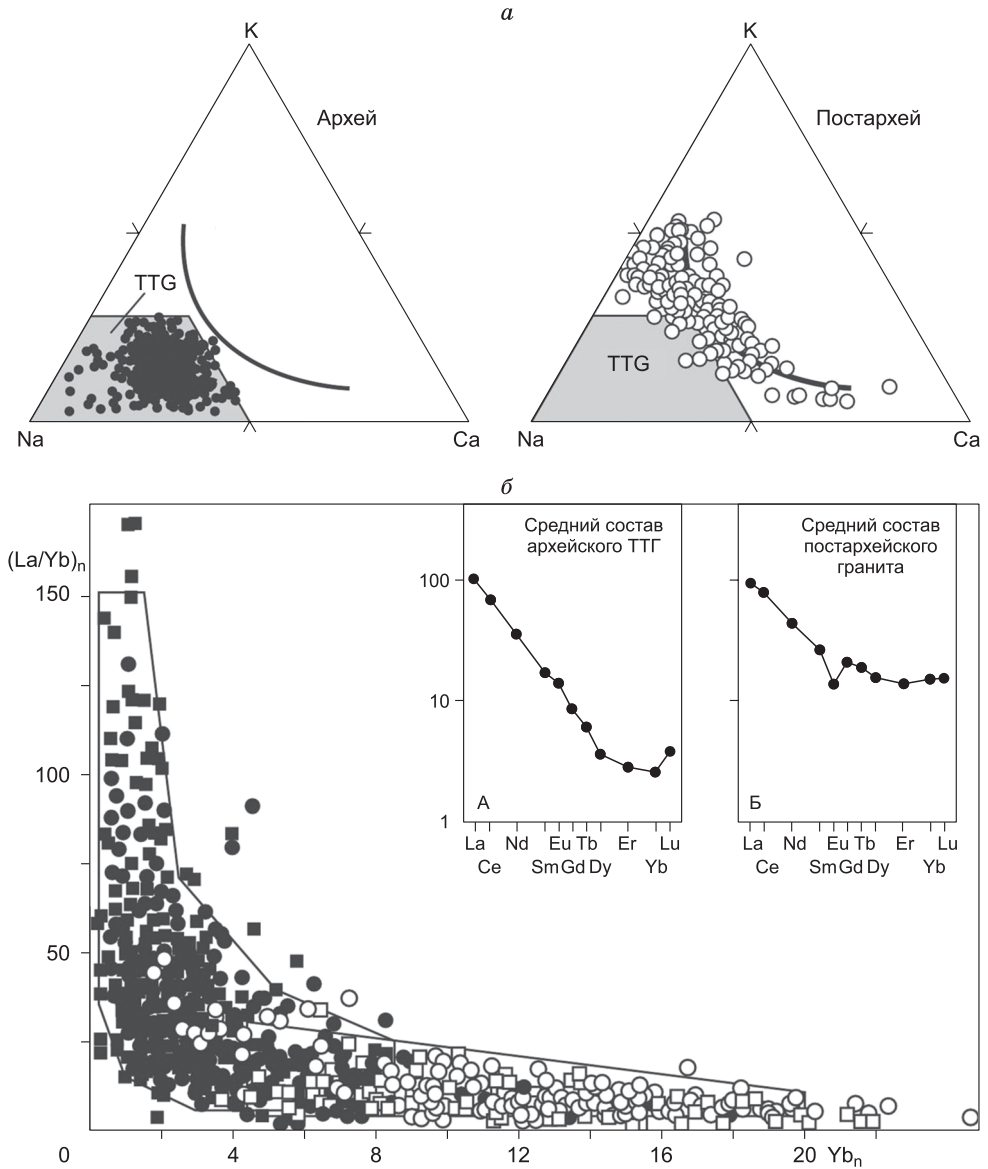 а
K
K
Архей
Постархей
TTG
TTG
Na
Ca
Na
Ca
б
(La/Yb)n
150
100
50
0
4
8
12
16
20
Ybn
Средний состав
архейского ТТГ
100
10
1
А
La
Nd
Eu
Tb
Er
Lu
Ce
Sm
Gd
Dy
Yb
Средний состав
постархейского
гранита
Б
La
Nd
Eu
Tb
Er
Lu
Ce
Sm
Gd
Dy
Yb